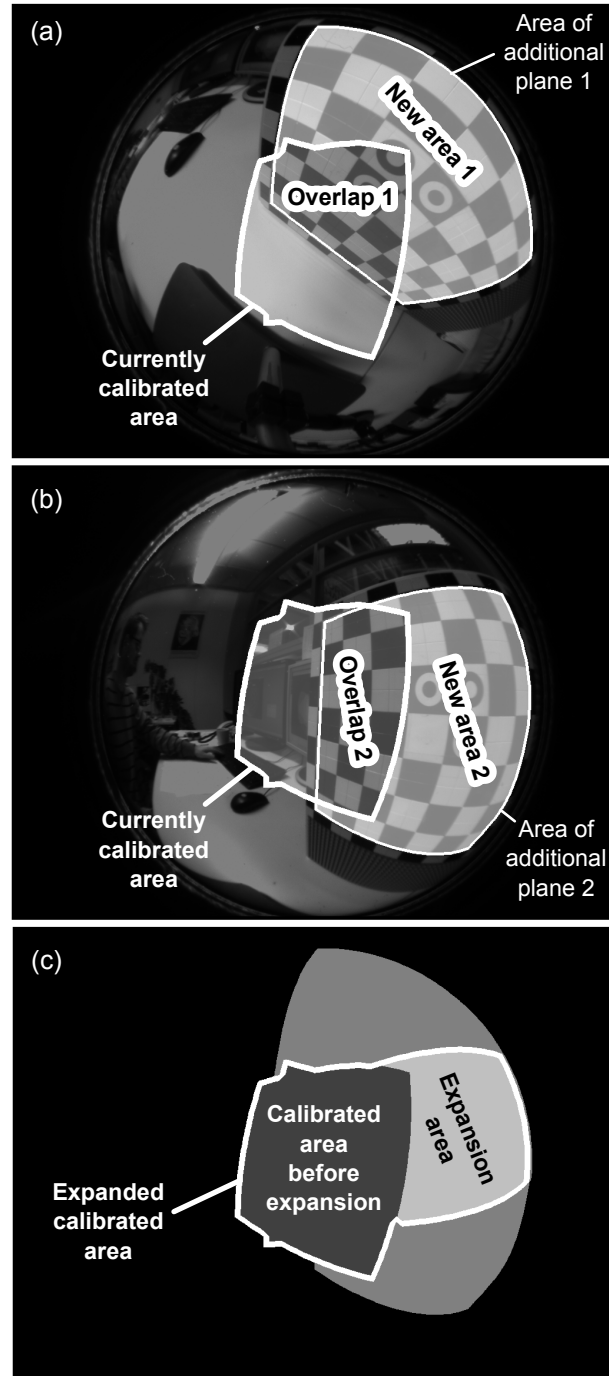 (a)
Area of
additional
plane 1
New area 1
Overlap 1
Currently
calibrated
area
(b)
Overlap 2
New area 2
Currently
calibrated
area
Area of
additional
plane 2
(c)
Calibrated
area
before
expansion
Expansion
area
Expanded
calibrated
area